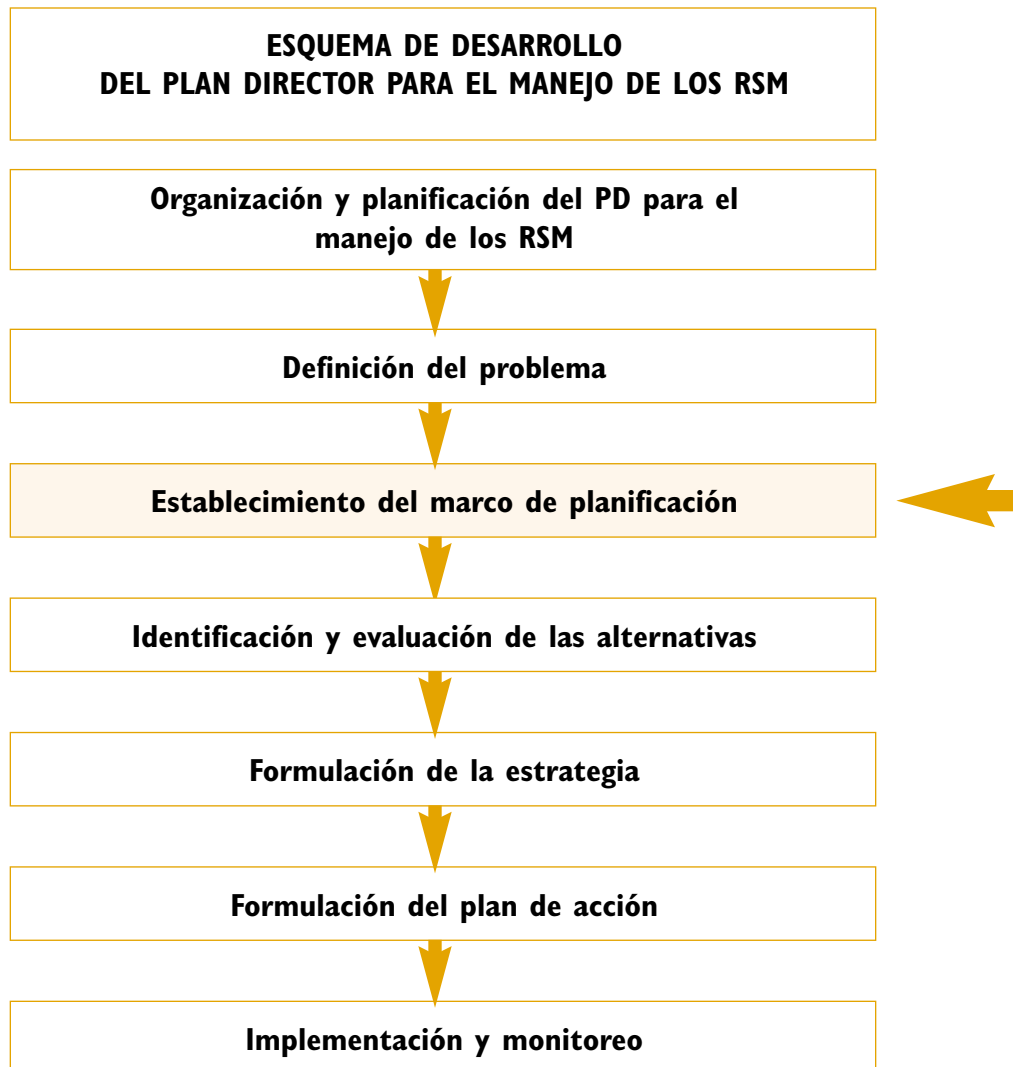 ESQUEMA DE DESARROLLO
DEL PLAN DIRECTOR PARA EL MANEJO DE LOS RSM
Organización y planificación del PD para el
manejo de los RSM
Definición del problema
Establecimiento del marco de planificación
Identificación y evaluación de las alternativas
Formulación de la estrategia
Formulación del plan de acción
Implementación y monitoreo